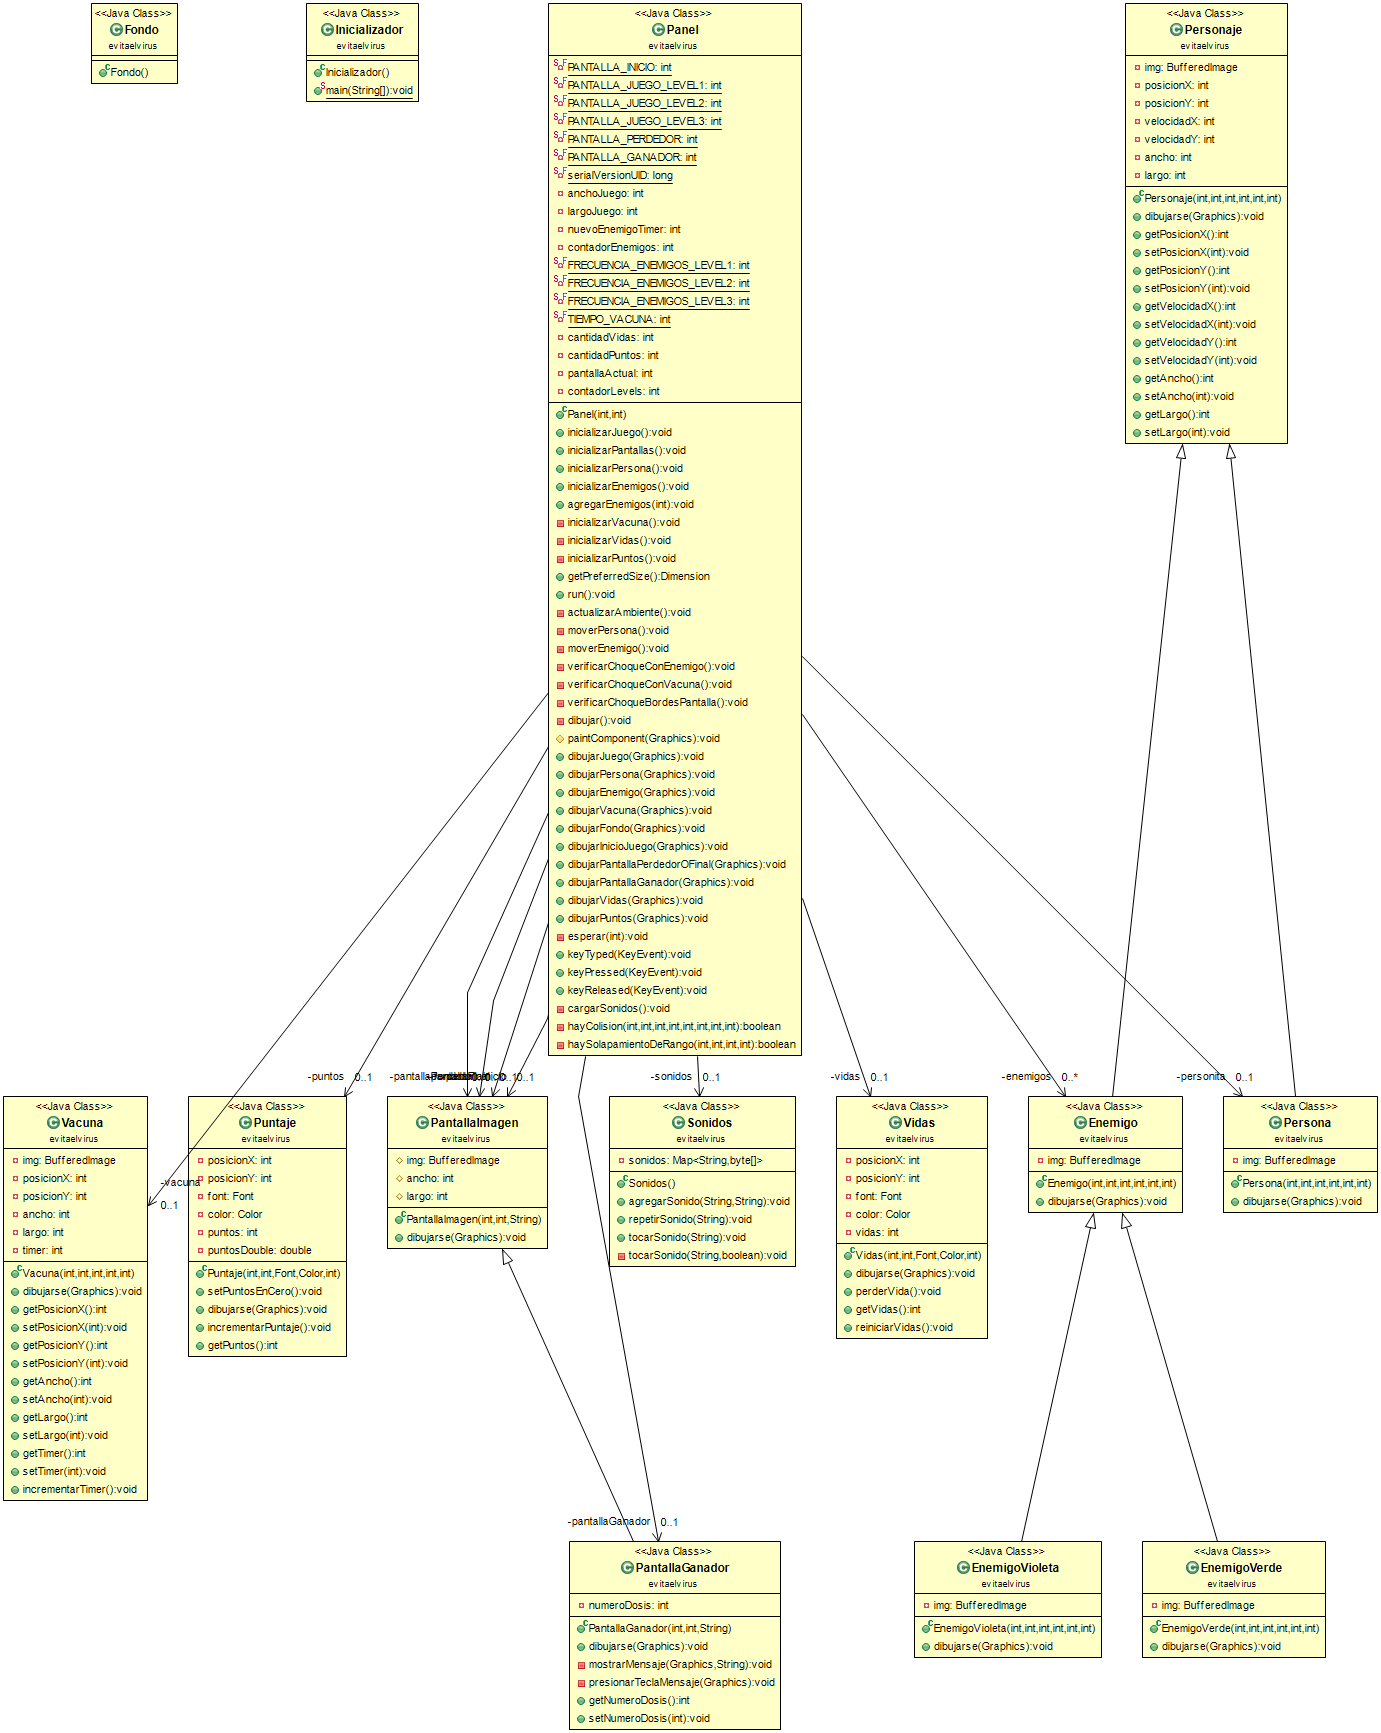 <<Java Class>>
Fondo
evitaelvirus
Fondo()
<<Java Class>>
Inicializador
evitaelvirus
Inicializador()
main(String[]):void
<<Java Class>>
Panel
evitaelvirus
PANTALLA_INICIO: int
PANTALLA_JUEGO_LEVEL1: int
PANTALLA_JUEGO_LEVEL2: int
PANTALLA_JUEGO_LEVEL3: int
PANTALLA_PERDEDOR: int
PANTALLA_GANADOR: int
serialVersionUID: long
anchoJuego: int
largoJuego: int
nuevoEnemigoTimer: int
contadorEnemigos: int
FRECUENCIA_ENEMIGOS_LEVEL1: int
FRECUENCIA_ENEMIGOS_LEVEL2: int
FRECUENCIA_ENEMIGOS_LEVEL3: int
TIEMPO_VACUNA: int
cantidadVidas: int
cantidadPuntos: int
pantallaActual: int
contadorLevels: int
Panel(int,int)
inicializarJuego():void
inicializarPantallas():void
inicializarPersona():void
inicializarEnemigos():void
agregarEnemigos(int):void
inicializarVacuna():void
inicializarVidas():void
inicializarPuntos():void
getPreferredSize():Dimension
run():void
actualizarAmbiente():void
moverPersona():void
moverEnemigo():void
verificarChoqueConEnemigo():void
verificarChoqueConVacuna():void
verificarChoqueBordesPantalla():void
dibujar():void
paintComponent(Graphics):void
dibujarJuego(Graphics):void
dibujarPersona(Graphics):void
dibujarEnemigo(Graphics):void
dibujarVacuna(Graphics):void
dibujarFondo(Graphics):void
dibujarInicioJuego(Graphics):void
dibujarPantallaPerdedorOFinal(Graphics):void
dibujarPantallaGanador(Graphics):void
dibujarVidas(Graphics):void
dibujarPuntos(Graphics):void
esperar(int):void
keyTyped(KeyEvent):void
keyPressed(KeyEvent):void
keyReleased(KeyEvent):void
cargarSonidos():void
hayColision(int,int,int,int,int,int,int,int):boolean
haySolapamientoDeRango(int,int,int,int):boolean
<<Java Class>>
Personaje
evitaelvirus
img: BufferedImage
posicionX: int
posicionY: int
velocidadX: int
velocidadY: int
ancho: int
largo: int
Personaje(int,int,int,int,int,int)
dibujarse(Graphics):void
getPosicionX():int
setPosicionX(int):void
getPosicionY():int
setPosicionY(int):void
getVelocidadX():int
setVelocidadX(int):void
getVelocidadY():int
setVelocidadY(int):void
getAncho():int
setAncho(int):void
getLargo():int
setLargo(int):void
-puntos 0..1
0..1
-sonidos 0..1
-vidas 0..1
-enemigos 0..*
-personita 0..1
<<Java Class>>
Vacuna
evitaelvirus
img: BufferedImage
posicionX: int
posicionY: int
ancho: int
largo: int
timer: int
Vacuna(int,int,int,int,int)
dibujarse(Graphics):void
getPosicionX():int
setPosicionX(int):void
getPosicionY():int
setPosicionY(int):void
getAncho():int
setAncho(int):void
getLargo():int
setLargo(int):void
getTimer():int
setTimer(int):void
incrementarTimer():void
-vacuna
0..1
<<Java Class>>
Puntaje
evitaelvirus
posicionX: int
posicionY: int
font: Font
color: Color
puntos: int
puntosDouble: double
Puntaje(int,int,Font,Color,int)
setPuntosEnCero():void
dibujarse(Graphics):void
incrementarPuntaje():void
getPuntos():int
<<Java Class>>
PantallaImagen
evitaelvirus
img: BufferedImage
ancho: int
largo: int
PantallaImagen(int,int,String)
dibujarse(Graphics):void
<<Java Class>>
Sonidos
evitaelvirus
sonidos: Map<String,byte[]>
Sonidos()
agregarSonido(String,String):void
repetirSonido(String):void
tocarSonido(String):void
tocarSonido(String,boolean):void
<<Java Class>>
Vidas
evitaelvirus
posicionX: int
posicionY: int
font: Font
color: Color
vidas: int
Vidas(int,int,Font,Color,int)
dibujarse(Graphics):void
perderVida():void
getVidas():int
reiniciarVidas():void
<<Java Class>>
Enemigo
evitaelvirus
img: BufferedImage
Enemigo(int,int,int,int,int,int)
dibujarse(Graphics):void
<<Java Class>>
Persona
evitaelvirus
img: BufferedImage
Persona(int,int,int,int,int,int)
dibujarse(Graphics):void
-pantallaGanador 0..1
<<Java Class>>
PantallaGanador
evitaelvirus
numeroDosis: int
PantallaGanador(int,int,String)
dibujarse(Graphics):void
mostrarMensaje(Graphics,String):void
presionarTeclaMensaje(Graphics):void
getNumeroDosis():int
setNumeroDosis(int):void
<<Java Class>>
EnemigoVioleta
evitaelvirus
img: BufferedImage
EnemigoVioleta(int,int,int,int,int,int)
dibujarse(Graphics):void
<<Java Class>>
EnemigoVerde
evitaelvirus
img: BufferedImage
EnemigoVerde(int,int,int,int,int,int)
dibujarse(Graphics):void